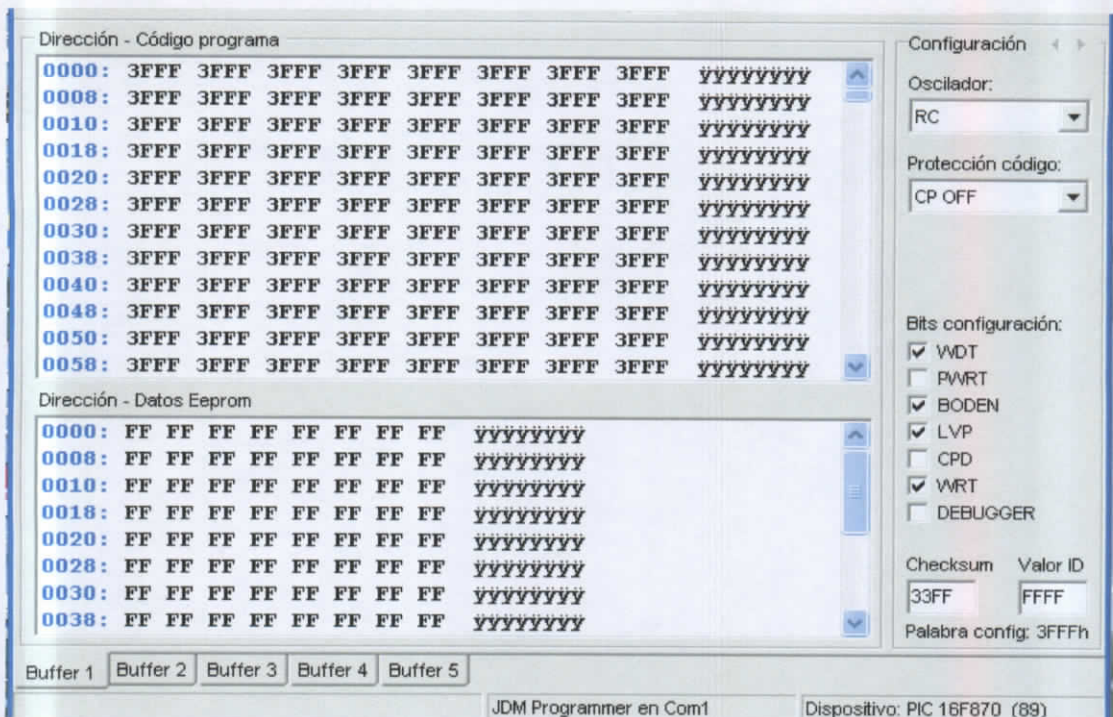 Dirección - Código programa
0000: 3FFF 3FFF 3FFF 3FFF 3FFF 3FFF 3FFF 3FFF ÿÿÿÿÿÿÿÿ
0008: 3FFF 3FFF 3FFF 3FFF 3FFF 3FFF 3FFF 3FFF ÿÿÿÿÿÿÿÿ
0010: 3FFF 3FFF 3FFF 3FFF 3FFF 3FFF 3FFF 3FFF ÿÿÿÿÿÿÿÿ
0018: 3FFF 3FFF 3FFF 3FFF 3FFF 3FFF 3FFF 3FFF ÿÿÿÿÿÿÿÿ
0020: 3FFF 3FFF 3FFF 3FFF 3FFF 3FFF 3FFF 3FFF ÿÿÿÿÿÿÿÿ
0028: 3FFF 3FFF 3FFF 3FFF 3FFF 3FFF 3FFF 3FFF ÿÿÿÿÿÿÿÿ
0030: 3FFF 3FFF 3FFF 3FFF 3FFF 3FFF 3FFF 3FFF ÿÿÿÿÿÿÿÿ
0038: 3FFF 3FFF 3FFF 3FFF 3FFF 3FFF 3FFF 3FFF ÿÿÿÿÿÿÿÿ
0040: 3FFF 3FFF 3FFF 3FFF 3FFF 3FFF 3FFF 3FFF ÿÿÿÿÿÿÿÿ
0048: 3FFF 3FFF 3FFF 3FFF 3FFF 3FFF 3FFF 3FFF ÿÿÿÿÿÿÿÿ
0050: 3FFF 3FFF 3FFF 3FFF 3FFF 3FFF 3FFF 3FFF ÿÿÿÿÿÿÿÿ
0058: 3FFF 3FFF 3FFF 3FFF 3FFF 3FFF 3FFF 3FFF ÿÿÿÿÿÿÿÿ
Dirección - Datos Eeprom
0000: FF FF FF FF FF FF FF FF ÿÿÿÿÿÿÿÿ
0008: FF FF FF FF FF FF FF FF ÿÿÿÿÿÿÿÿ
0010: FF FF FF FF FF FF FF FF ÿÿÿÿÿÿÿÿ
0018: FF FF FF FF FF FF FF FF ÿÿÿÿÿÿÿÿ
0020: FF FF FF FF FF FF FF FF ÿÿÿÿÿÿÿÿ
0028: FF FF FF FF FF FF FF FF ÿÿÿÿÿÿÿÿ
0030: FF FF FF FF FF FF FF FF ÿÿÿÿÿÿÿÿ
0038: FF FF FF FF FF FF FF FF ÿÿÿÿÿÿÿÿ
Configuración
Oscilador:
RC
Protección código:
CP OFF
Bits configuración:
WDT
PWRT
BODEN
LVP
CPD
WRT
DEBUGGER
Checksum Valor ID
33FF FFFF
Palabra config: 3FFFh
Buffer 1 Buffer 2 Buffer 3 Buffer 4 Buffer 5
JDM Programmer en Com1 Dispositivo: PIC 16F870 (89)